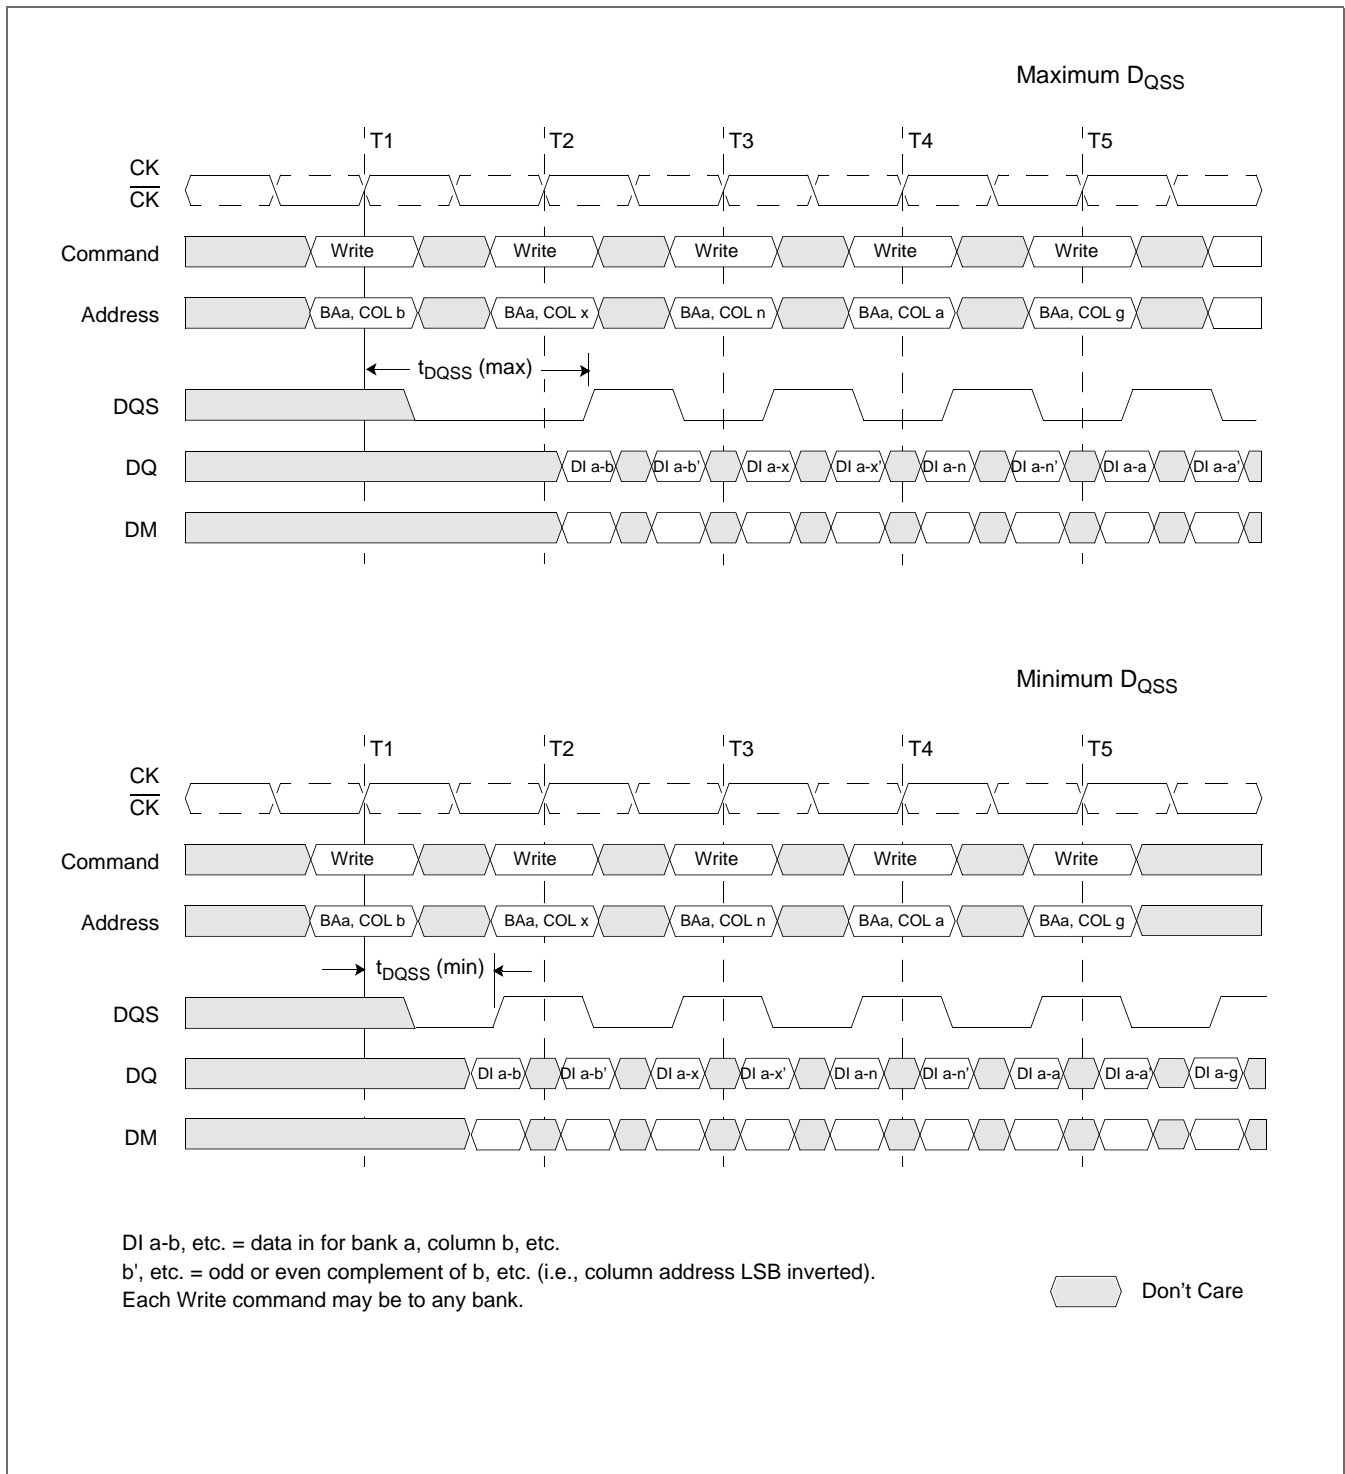 Maximum DQSS
T1 T2 T3 T4 T5
CK
CK
Command Write Write Write Write Write
Address BAa, COL b BAa, COL x BAa, COL n BAa, COL a BAa, COL g
tDQSS (max)
DQS
DQ DI a-b DI a-b' DI a-x DI a-x' DI a-n DI a-n' DI a-a DI a-a'
DM
Minimum DQSS
T1 T2 T3 T4 T5
CK
CK
Command Write Write Write Write Write
Address BAa, COL b BAa, COL x BAa, COL n BAa, COL a BAa, COL g
tDQSS (min)
DQS
DQ DI a-b DI a-b' DI a-x DI a-x' DI a-n DI a-n' DI a-a DI a-a' DI a-g
DM
DI a-b, etc. = data in for bank a, column b, etc.
b', etc. = odd or even complement of b, etc. (i.e., column address LSB inverted).
Each Write command may be to any bank.
Don't Care